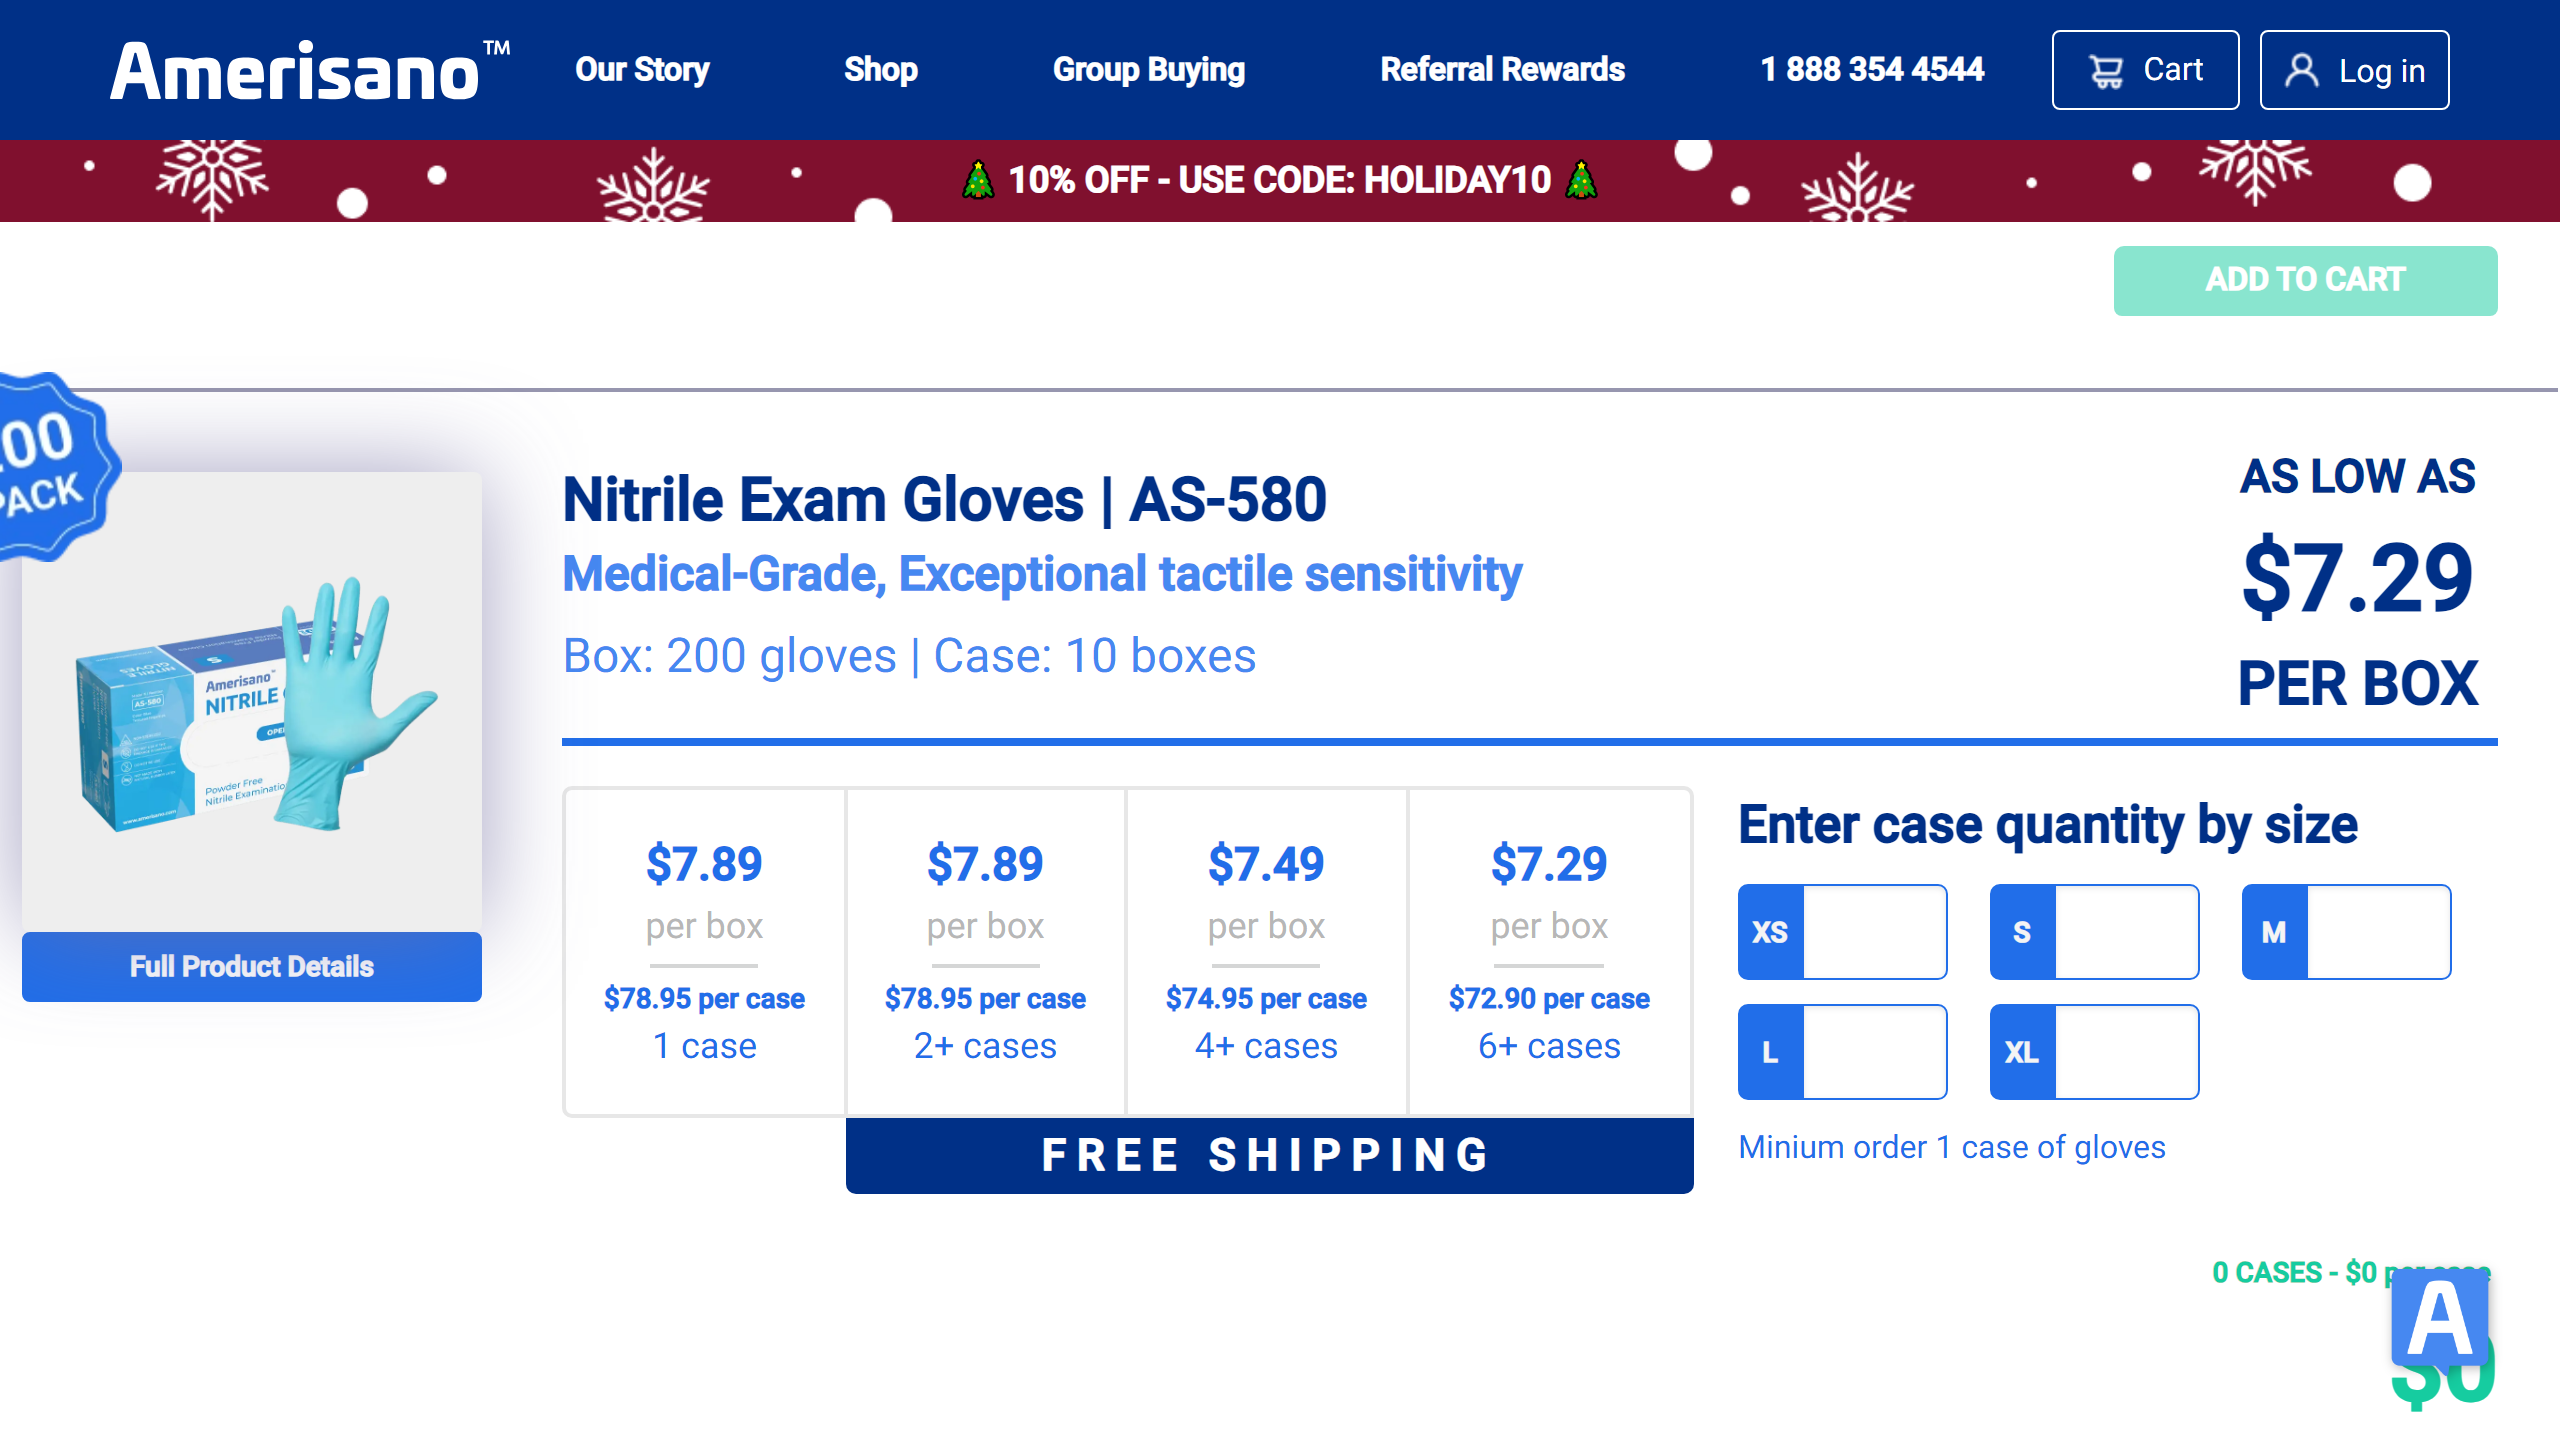 Amerisano™
Our Story
Shop
Group Buying
Referral Rewards
1 888 354 4544
Cart
Log in
🎄 10% OFF - USE CODE: HOLIDAY10 🎄
ADD TO CART
00
PACK
Amerisano
NITRILE
AS-580
Powder Free
Nitrile
www.amerisano.com
Full Product Details
Nitrile Exam Gloves | AS-580
Medical-Grade, Exceptional tactile sensitivity
Box: 200 gloves | Case: 10 boxes
AS LOW AS
$7.29
PER BOX
$7.89
per box
$78.95 per case
1 case
$7.89
per box
$78.95 per case
2+ cases
$7.49
per box
$74.95 per case
4+ cases
$7.29
per box
$72.90 per case
6+ cases
FREE SHIPPING
Enter case quantity by size
XS
S
M
L
XL
Minium order 1 case of gloves
0 CASES - $0 per case
A
$0